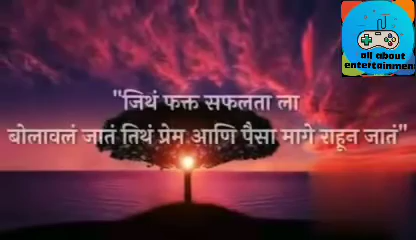 "जिथं फक्त सफलता ला
बोलावलं जातं तिथं प्रेम आणि पैसा मागे राहून जातं"
all about
entertainment